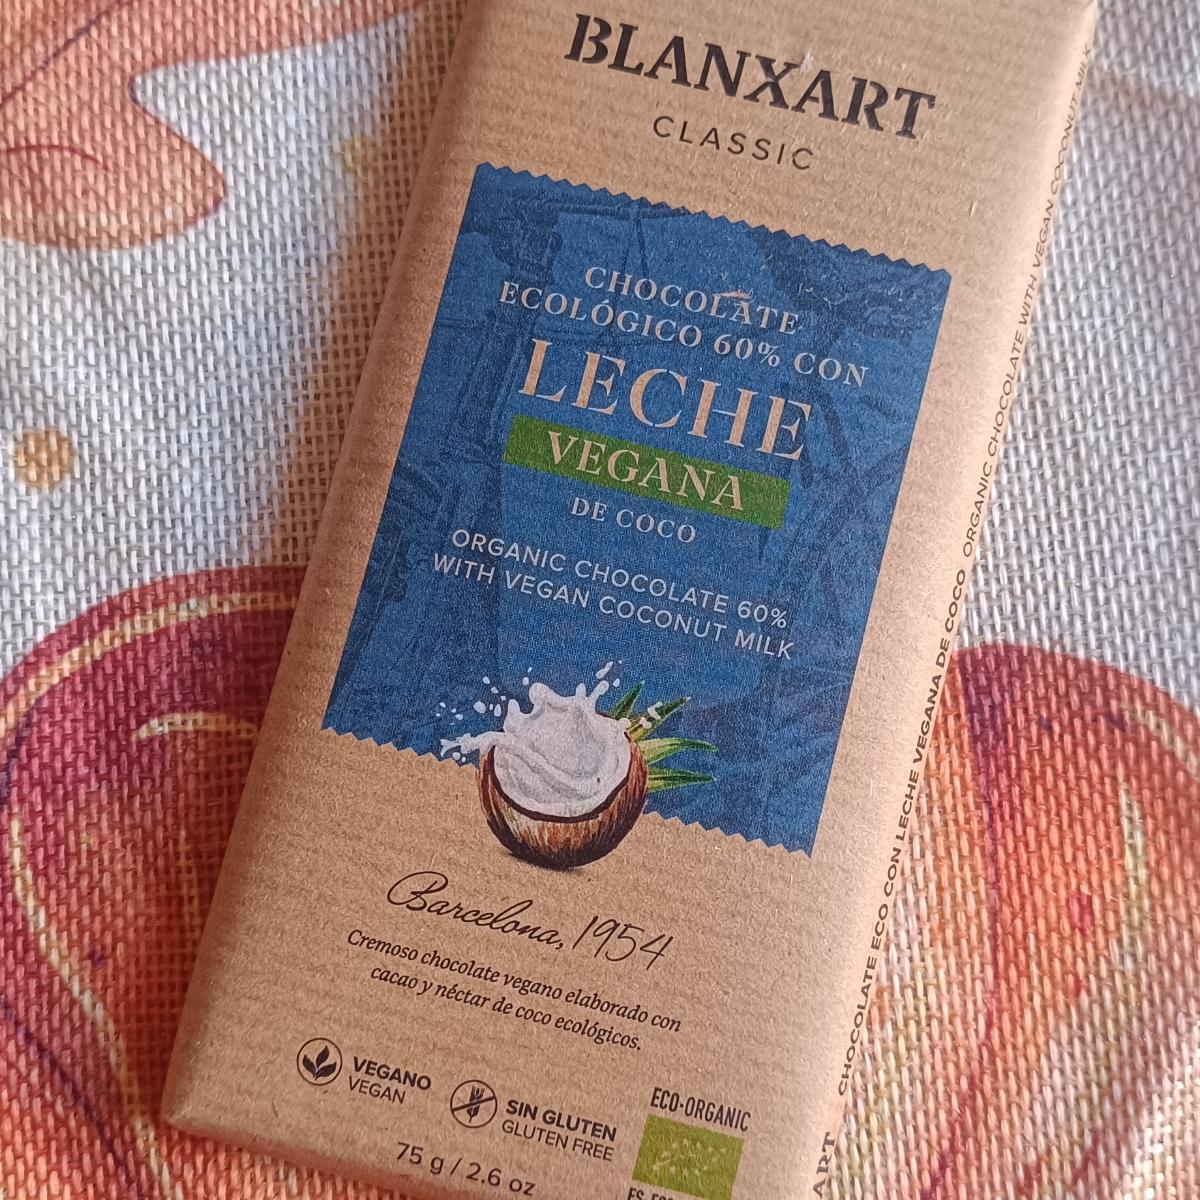 BLANXART
CLASSIC
CHOCOLATE
ECOLÓGICO 60% CON
LECHE
VEGANA
DE COCO
ORGANIC CHOCOLATE 60%
WITH VEGAN COCONUT MILK
Barcelona, 1954
Cremoso chocolate vegano elaborado con
cacao y néctar de coco ecológicos.
VEGANO
VEGAN
SIN GLUTEN
GLUTEN FREE
ECO-ORGANIC
75 g / 2.6 oz
ART CHOCOLATE ECO CON LECHE VEGANA DE COCO ORGANIC CHOCOLATE WITH VEGAN COCONUT MILK